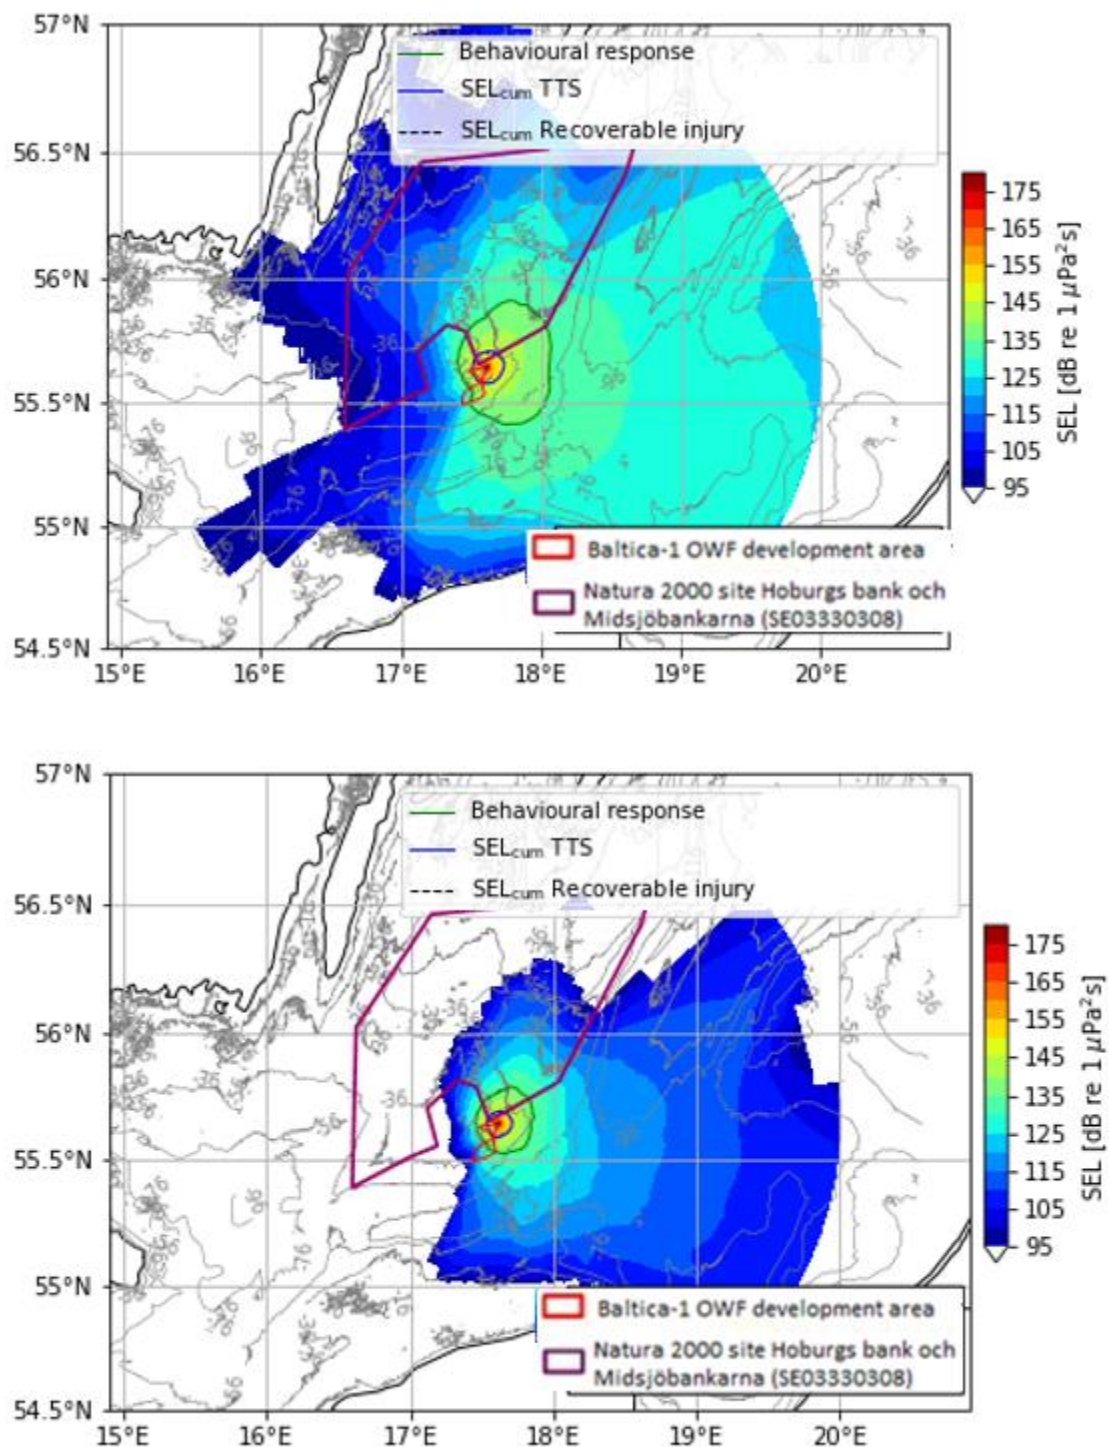 57°N
Behavioural response
SELcum TTS
SELcum Recoverable injury
56.5°N
56°N
55.5°N
55°N
54.5°N
15°E 16°E 17°E 18°E 19°E 20°E
175
165
155
145
135
125
115
105
95
SEL [dB re 1 µPa²s]
Baltica-1 OWF development area
Natura 2000 site Hoburgs bank och
Midsjöbankarna (SE03330308)
57°N
Behavioural response
SELcum TTS
SELcum Recoverable injury
56.5°N
56°N
55.5°N
55°N
54.5°N
15°E 16°E 17°E 18°E 19°E 20°E
175
165
155
145
135
125
115
105
95
SEL [dB re 1 µPa²s]
Baltica-1 OWF development area
Natura 2000 site Hoburgs bank och
Midsjöbankarna (SE03330308)